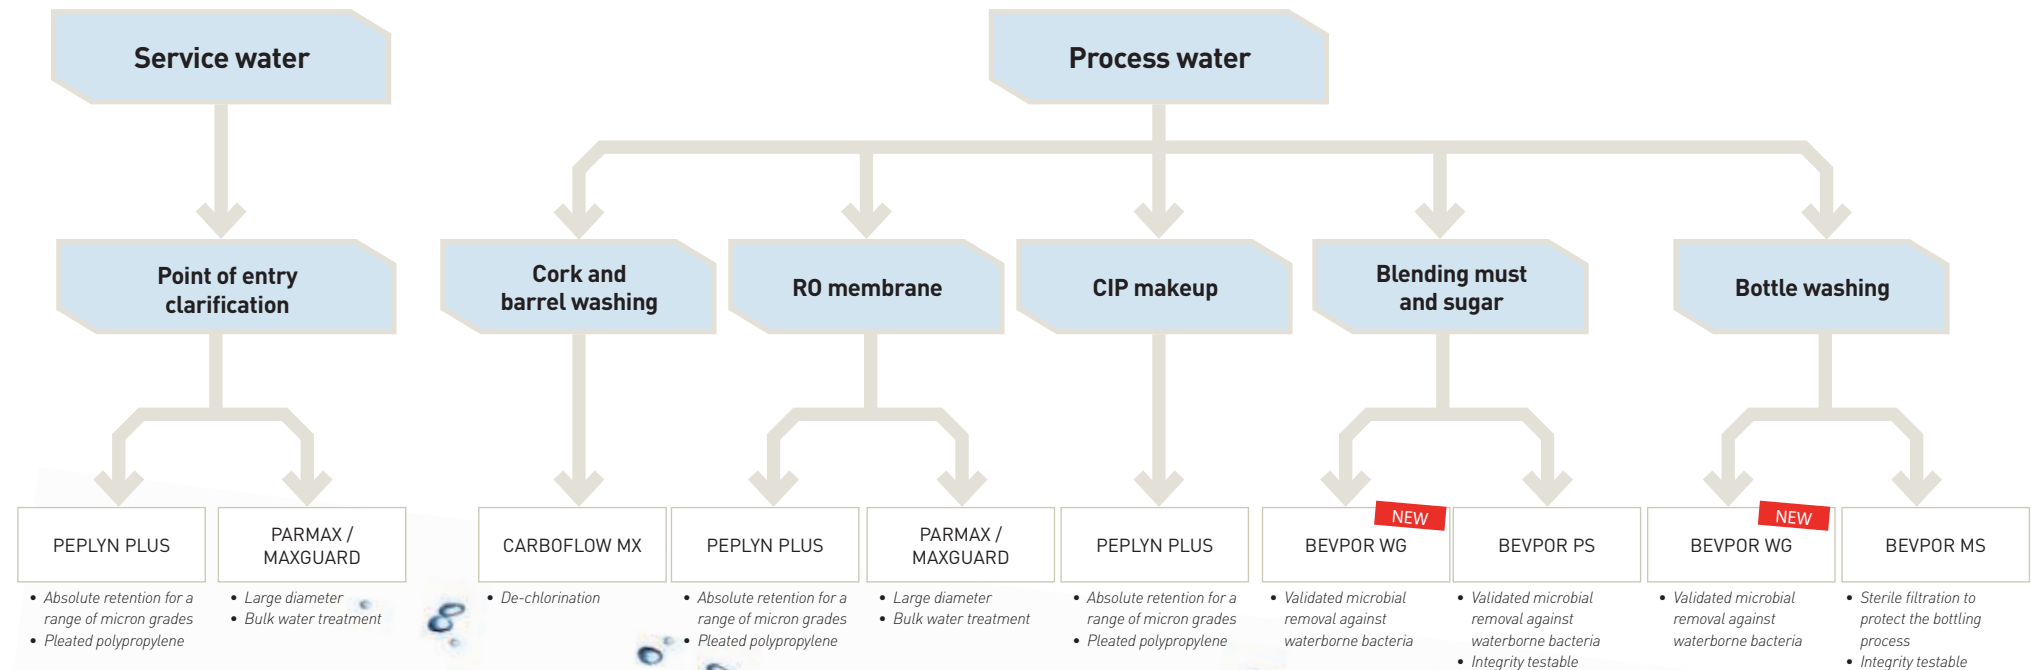 Service water
Process water
Point of entry
clarification
Cork and
barrel washing
RO membrane
CIP makeup
Blending must
and sugar
Bottle washing
PEPLYN PLUS
• Absolute retention for a
range of micron grades
• Pleated polypropylene
PARMAX /
MAXGUARD
• Large diameter
• Bulk water treatment
CARBOFLOW MX
• De-chlorination
PEPLYN PLUS
• Absolute retention for a
range of micron grades
• Pleated polypropylene
PARMAX /
MAXGUARD
• Large diameter
• Bulk water treatment
PEPLYN PLUS
• Absolute retention for a
range of micron grades
• Pleated polypropylene
NEW
BEVPOR WG
• Validated microbial
removal against
waterborne bacteria
BEVPOR PS
• Validated microbial
removal against
waterborne bacteria
• Integrity testable
NEW
BEVPOR WG
• Validated microbial
removal against
waterborne bacteria
BEVPOR MS
• Sterile filtration to
protect the bottling
process
• Integrity testable